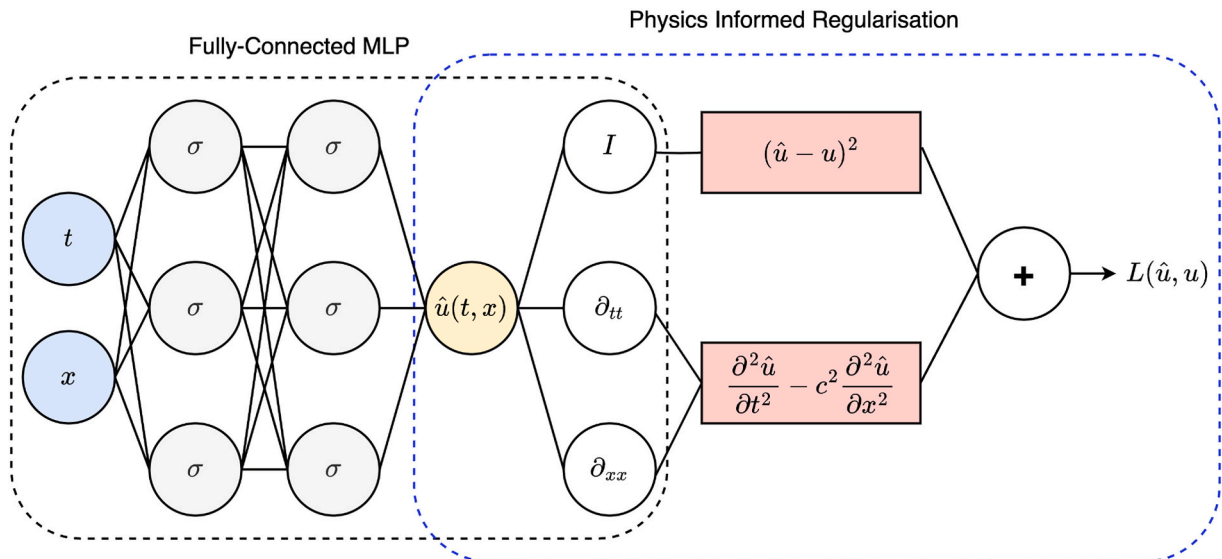 Physics Informed Regularisation
Fully-Connected MLP
σ σ I (û − u)²
t
σ σ û(t, x) ∂ₜₜ + L(û, u)
x
∂²û/∂t² − c² ∂²û/∂x²
σ σ ∂ₓₓ